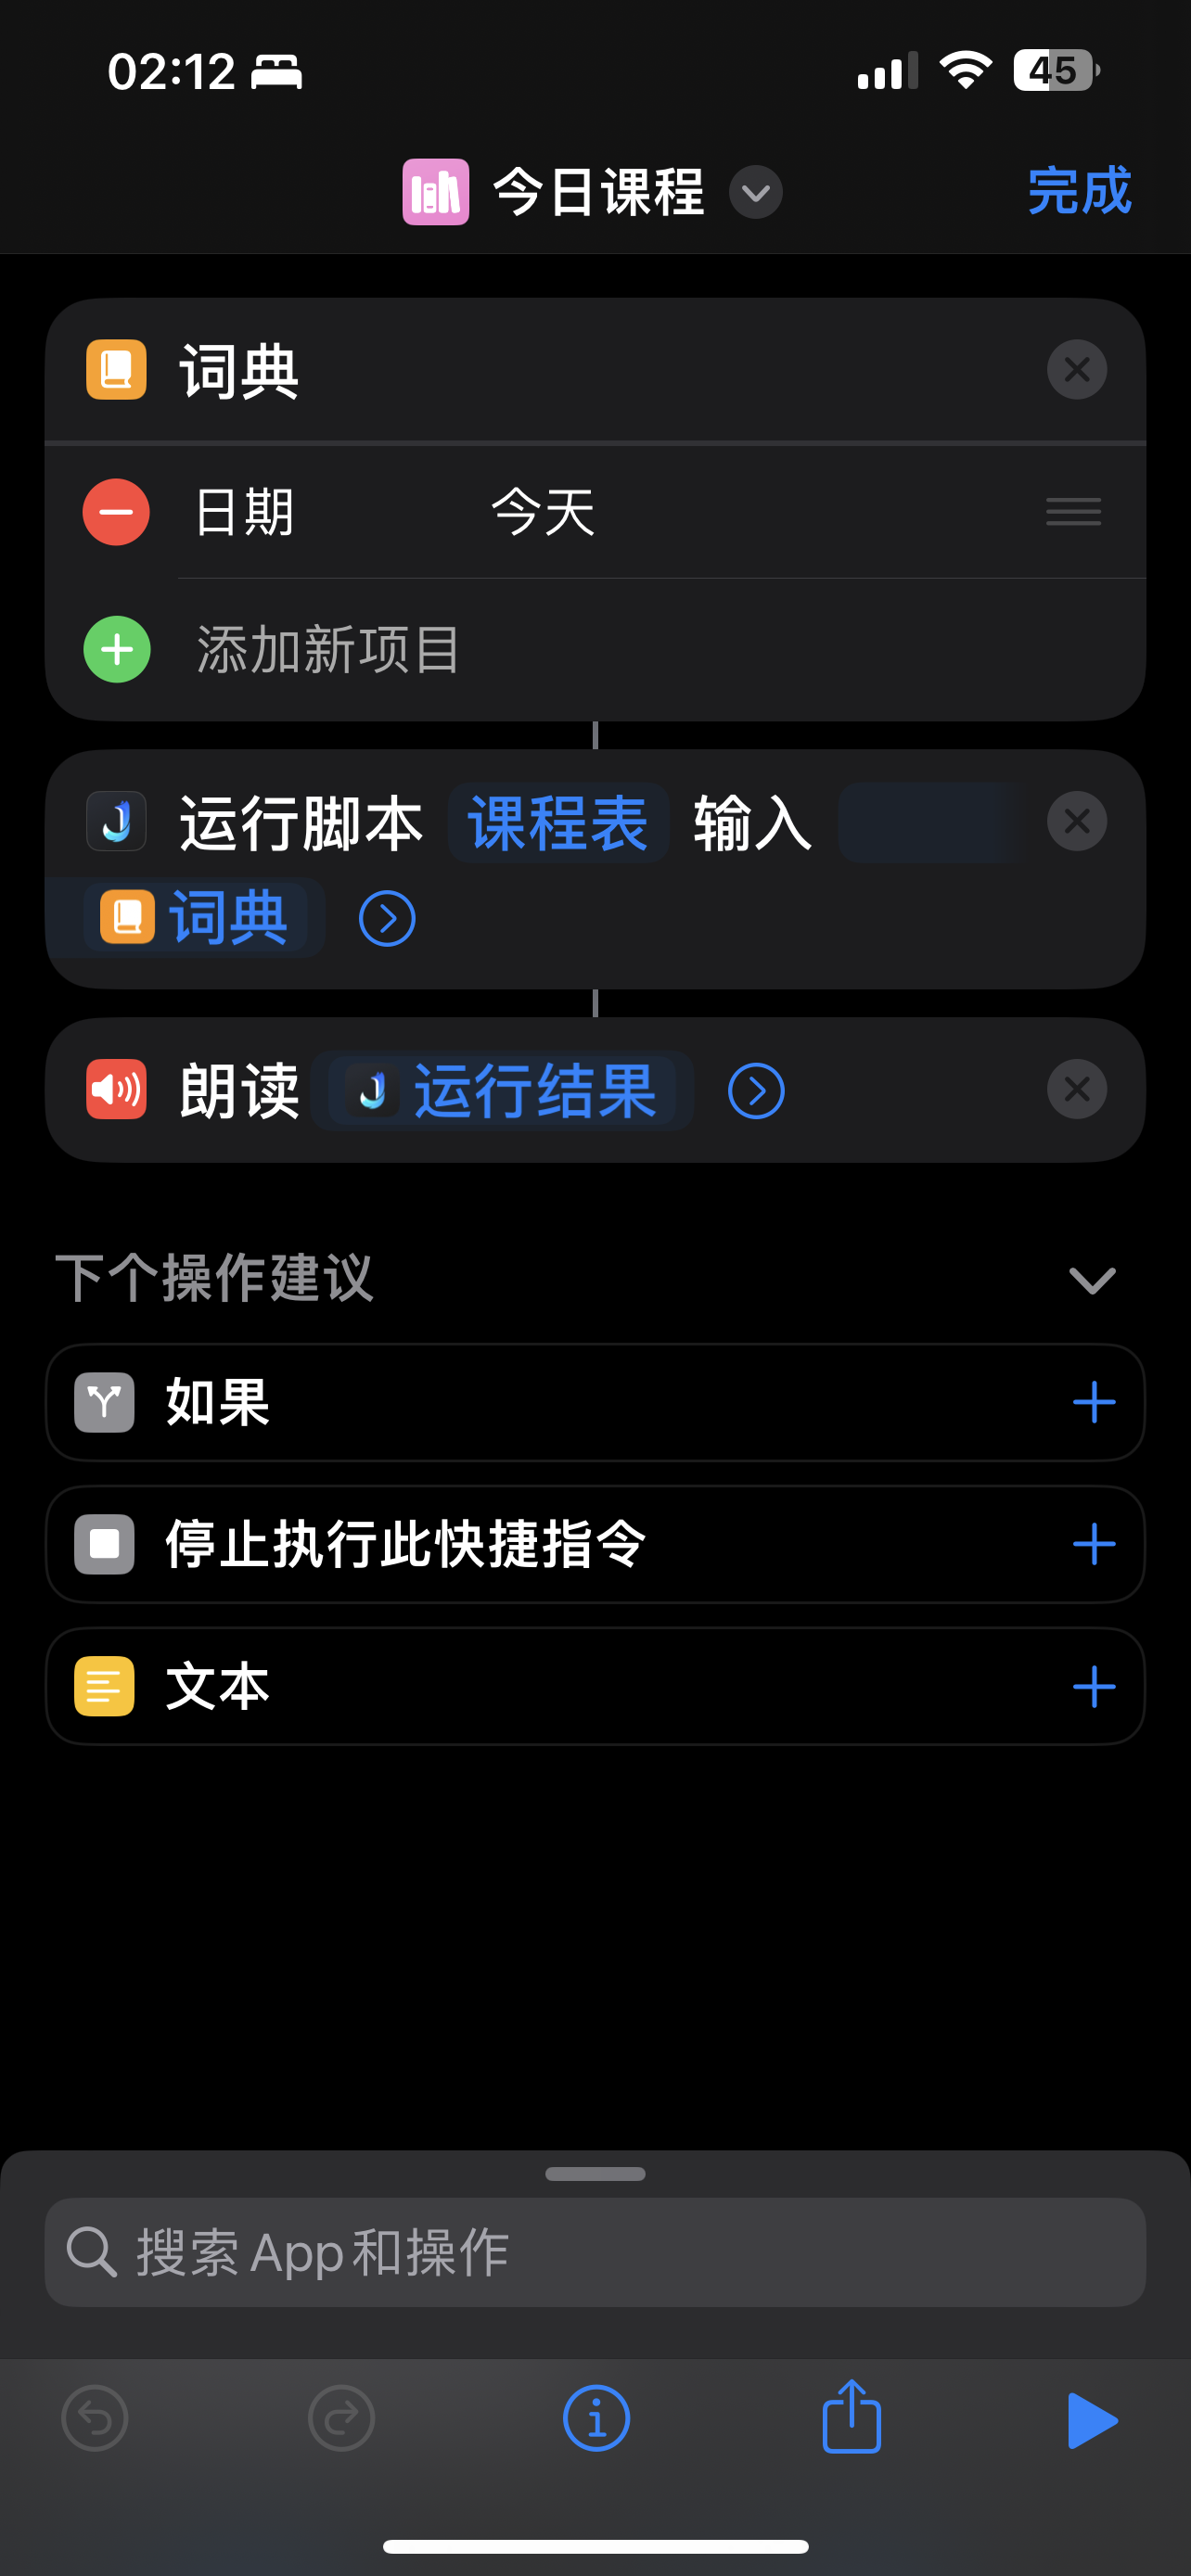 02:12
45
今日课程
完成
词典
日期 今天
添加新项目
运行脚本 课程表 输入
词典
朗读 运行结果
下个操作建议
如果
停止执行此快捷指令
文本
搜索 App 和操作